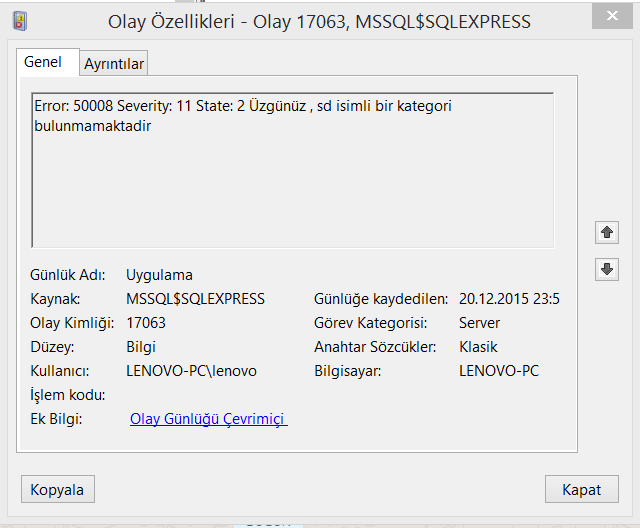 Olay Özellikleri - Olay 17063, MSSQL$SQLEXPRESS
Genel Ayrıntılar
Error: 50008 Severity: 11 State: 2 Üzgünüz , sd isimli bir kategori
bulunmamaktadir
Günlük Adı: Uygulama
Kaynak: MSSQL$SQLEXPRESS Günlüğe kaydedilen: 20.12.2015 23:5
Olay Kimliği: 17063 Görev Kategorisi: Server
Düzey: Bilgi Anahtar Sözcükler: Klasik
Kullanıcı: LENOVO-PC\lenovo Bilgisayar: LENOVO-PC
İşlem kodu:
Ek Bilgi: Olay Günlüğü Çevrimiçi
Kopyala Kapat